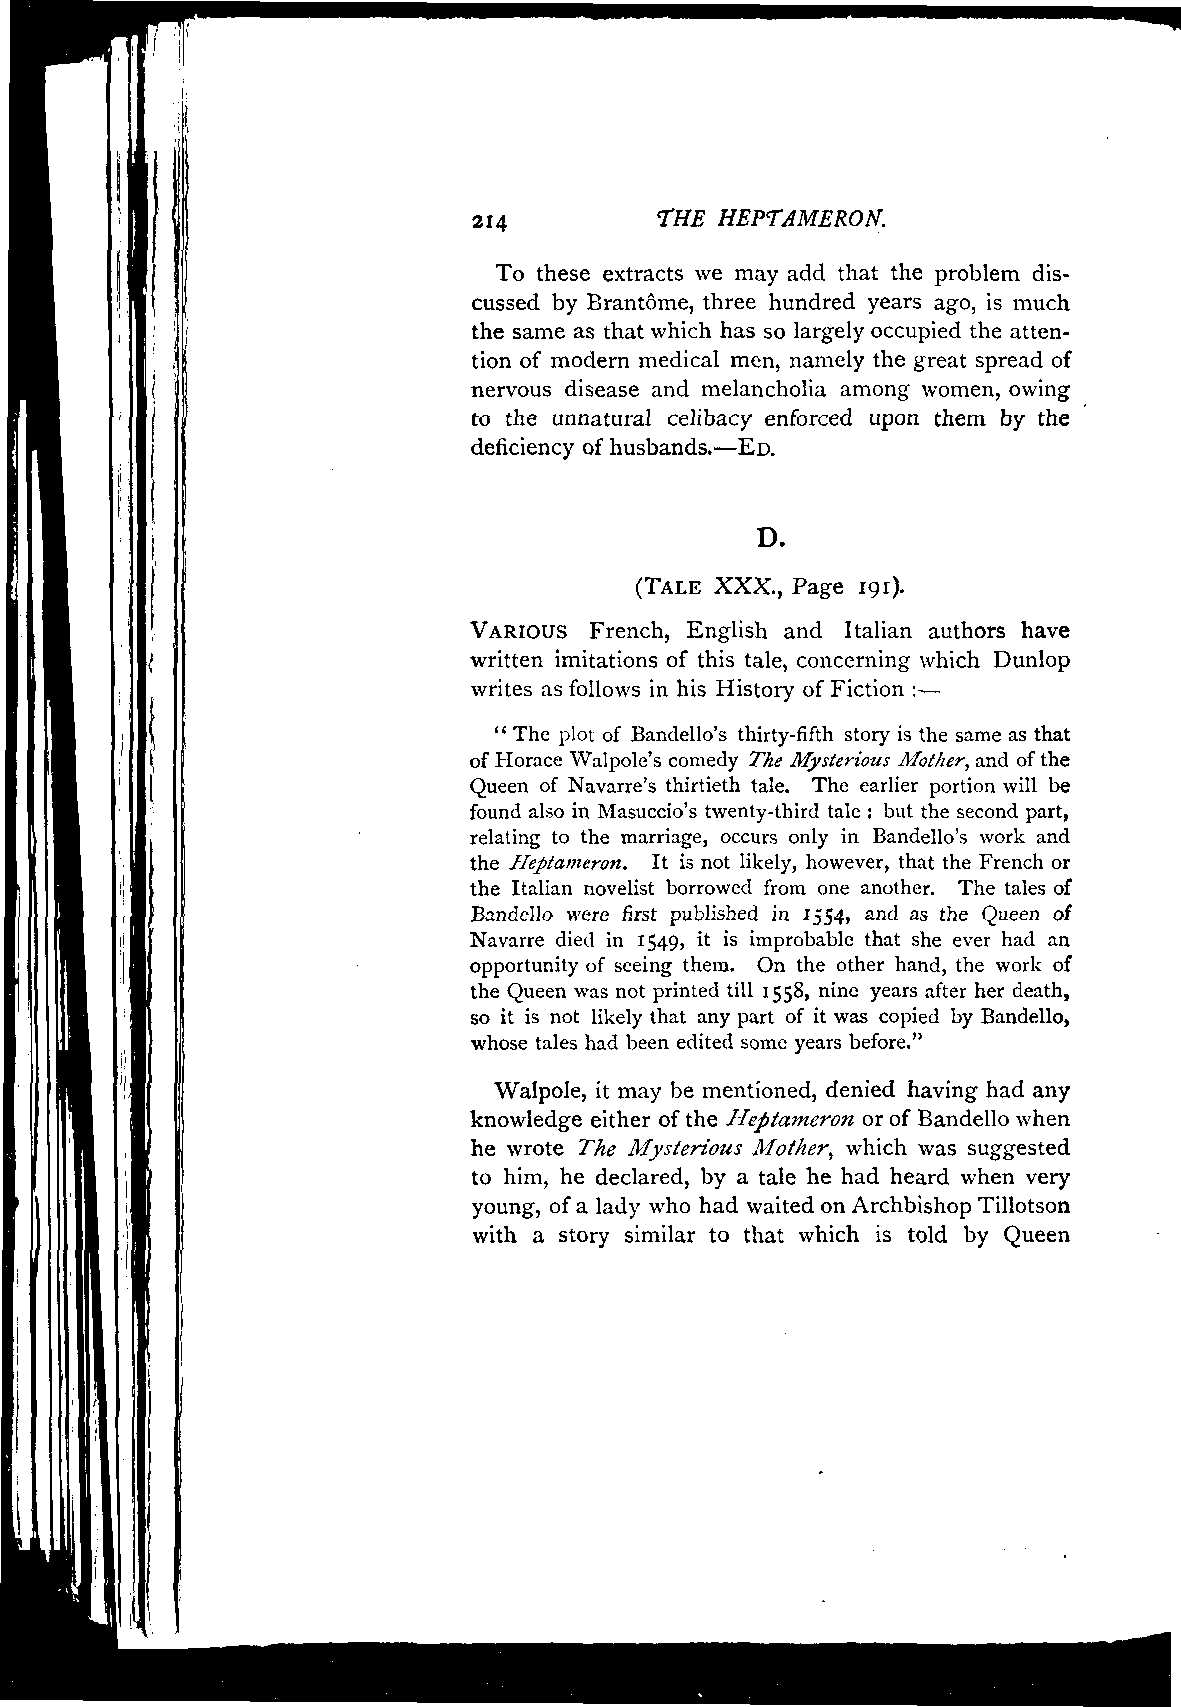 214 THE HEPTAMERON.
To these extracts we may add that the problem dis-
cussed by Brantôme, three hundred years ago, is much
the same as that which has so largely occupied the atten-
tion of modern medical men, namely the great spread of
nervous disease and melancholia among women, owing
to the unnatural celibacy enforced upon them by the
deficiency of husbands.—ED.
D.
(TALE XXX., Page 191).
VARIOUS French, English and Italian authors have
written imitations of this tale, concerning which Dunlop
writes as follows in his History of Fiction :—
“ The plot of Bandello's thirty-fifth story is the same as that
of Horace Walpole's comedy The Mysterious Mother, and of the
Queen of Navarre's thirtieth tale. The earlier portion will be
found also in Masuccio's twenty-third tale : but the second part,
relating to the marriage, occurs only in Bandello's work and
the Heptameron. It is not likely, however, that the French or
the Italian novelist borrowed from one another. The tales of
Bandello were first published in 1554, and as the Queen of
Navarre died in 1549, it is improbable that she ever had an
opportunity of seeing them. On the other hand, the work of
the Queen was not printed till 1558, nine years after her death,
so it is not likely that any part of it was copied by Bandello,
whose tales had been edited some years before.”
Walpole, it may be mentioned, denied having had any
knowledge either of the Heptameron or of Bandello when
he wrote The Mysterious Mother, which was suggested
to him, he declared, by a tale he had heard when very
young, of a lady who had waited on Archbishop Tillotson
with a story similar to that which is told by Queen